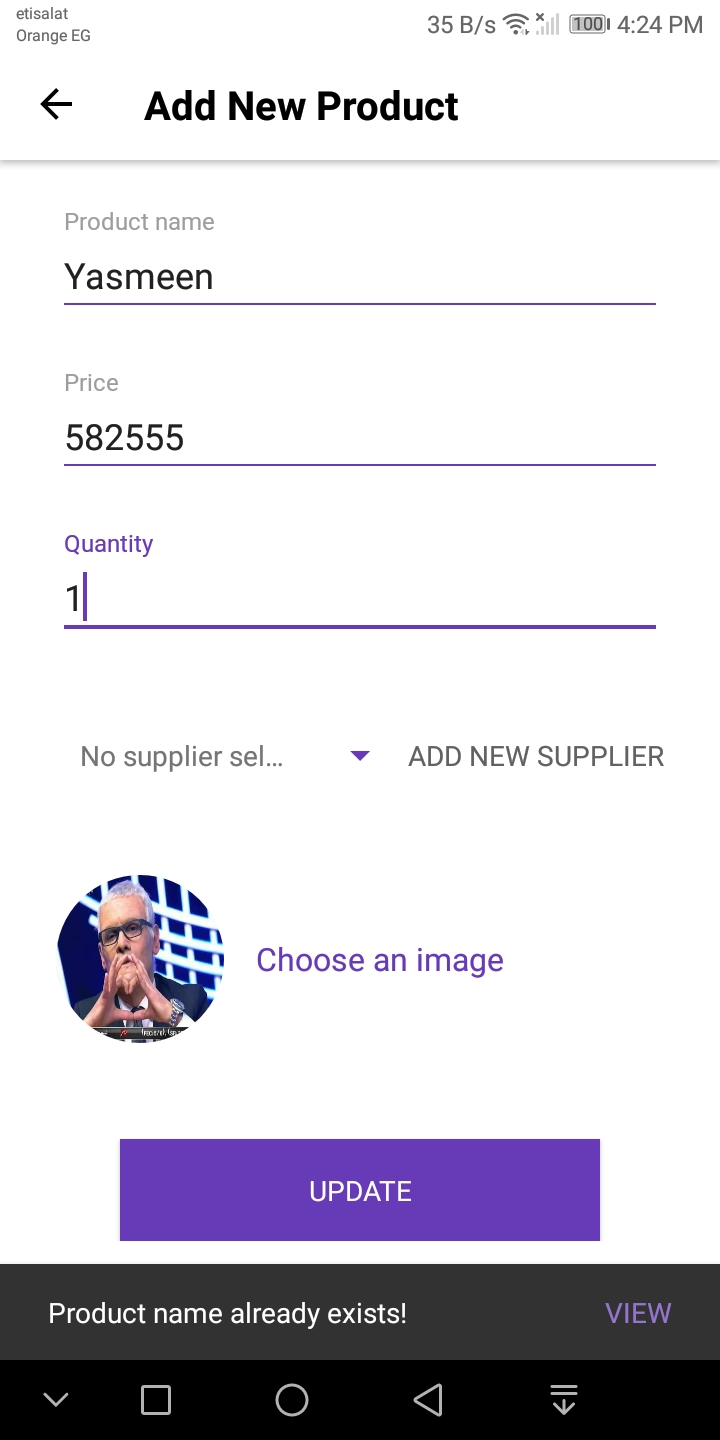 etisalat
Orange EG
35 B/s 100 4:24 PM
Add New Product
Product name
Yasmeen
Price
582555
Quantity
1
No supplier sel... ADD NEW SUPPLIER
Choose an image
UPDATE
Product name already exists! VIEW